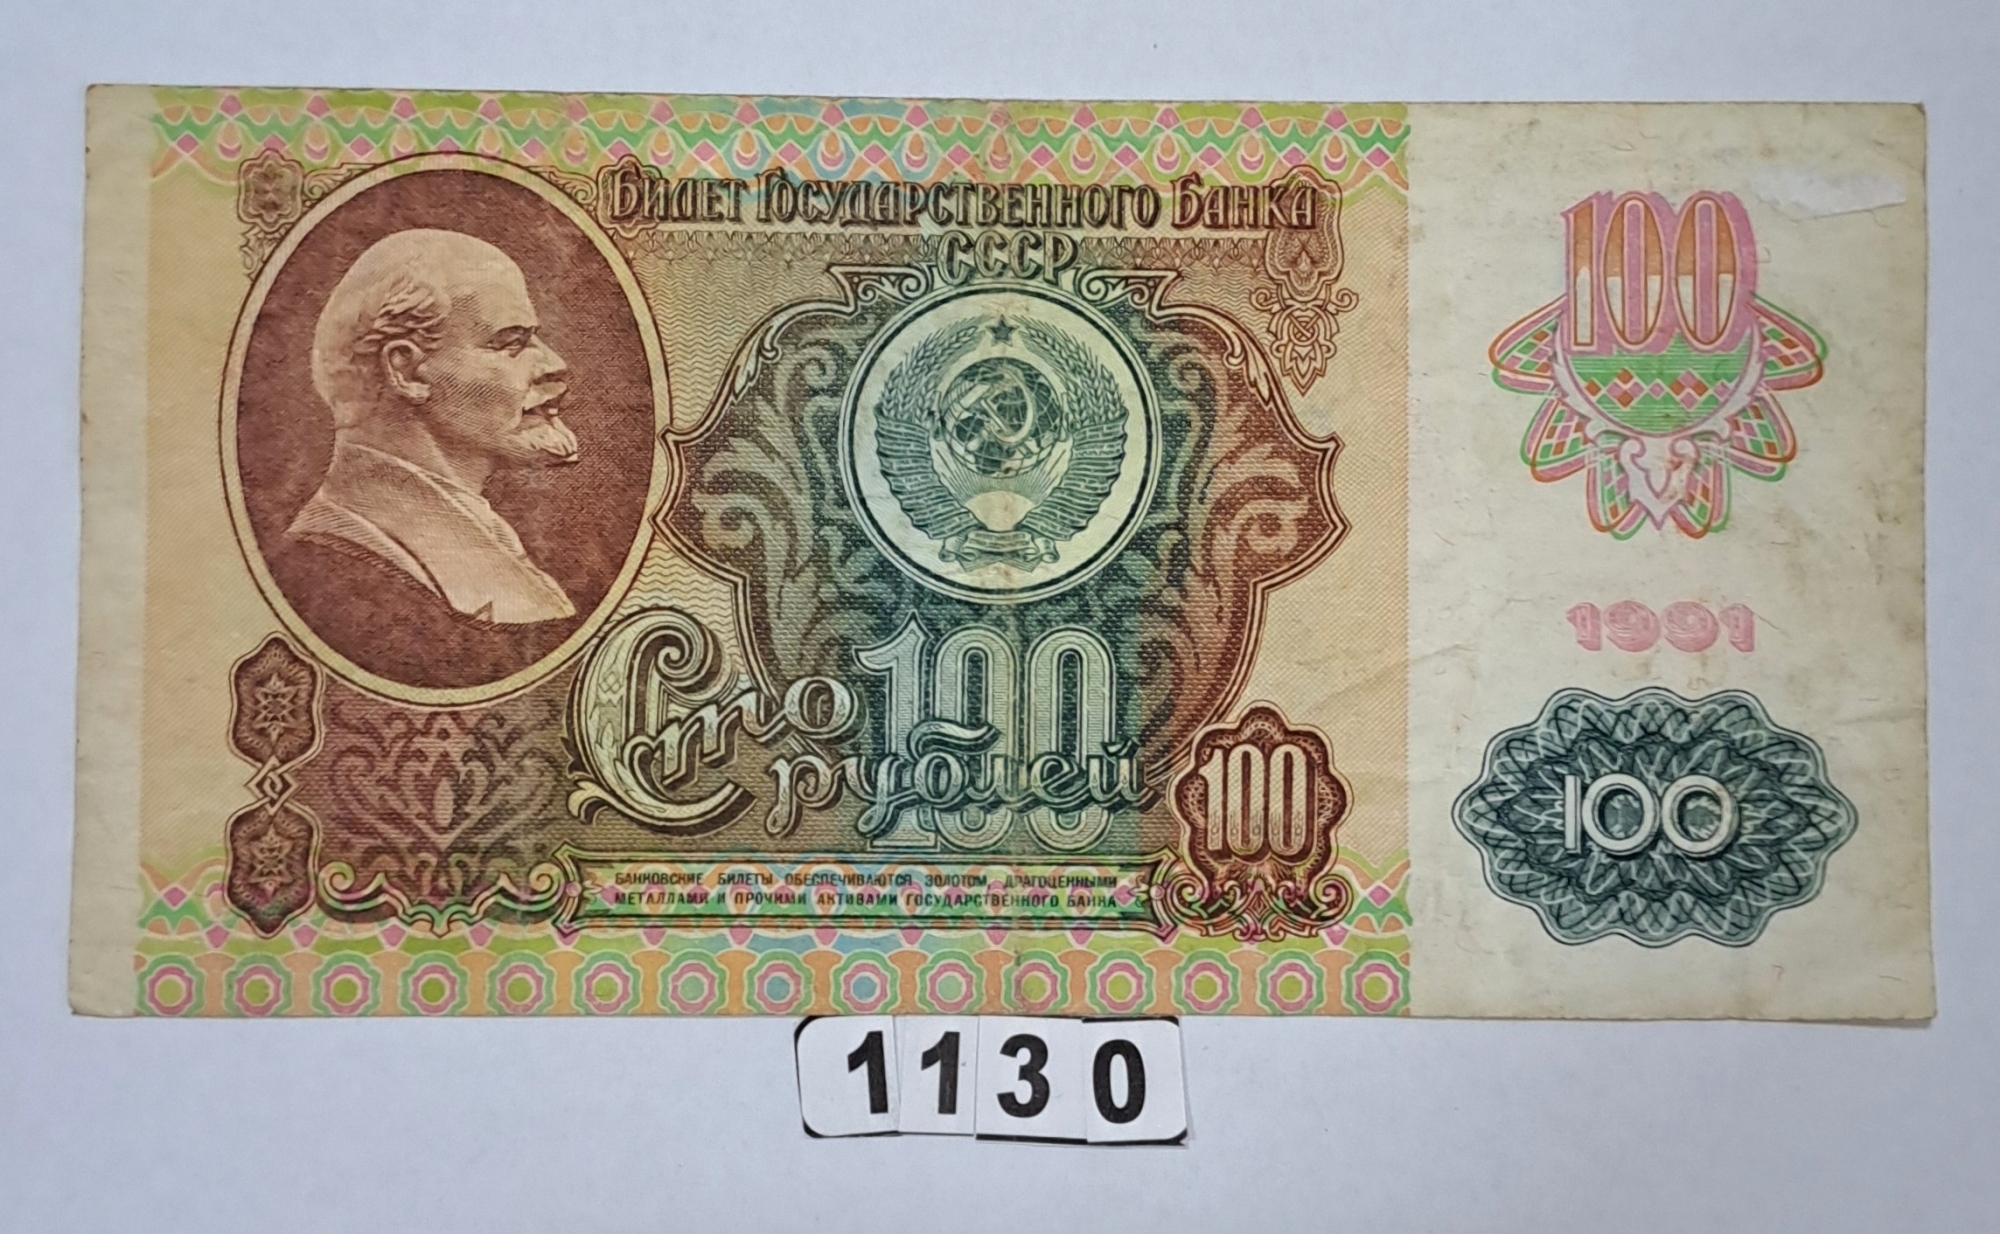 Билет Государственного Банка
СССР
100
1991
100
Сто
рублей
100
100
100
БАНКОВСКИЕ БИЛЕТЫ ОБЕСПЕЧИВАЮТСЯ ЗОЛОТОМ, ДРАГОЦЕННЫМИ
МЕТАЛЛАМИ И ПРОЧИМИ АКТИВАМИ ГОСУДАРСТВЕННОГО БАНКА
1130